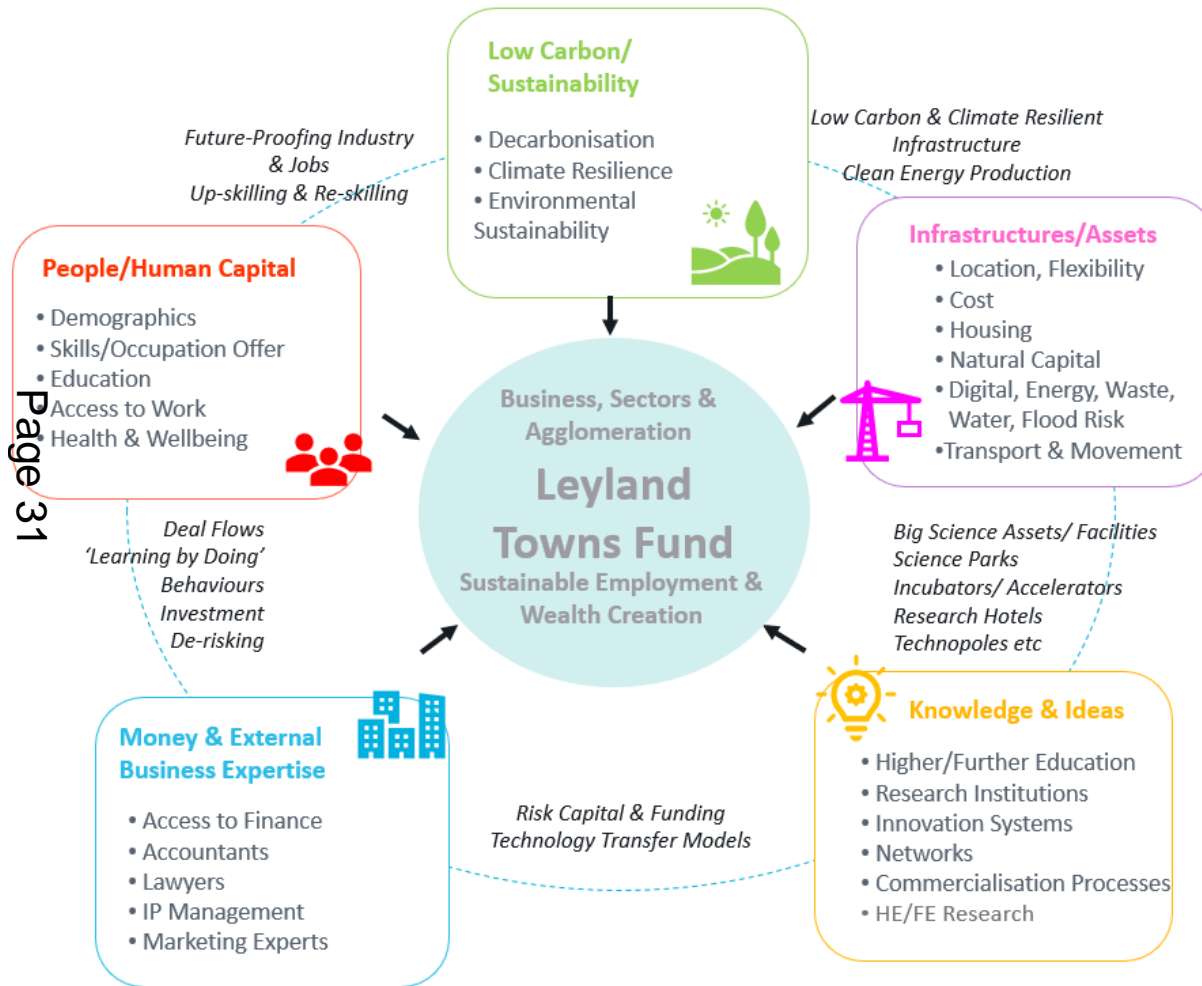 Low Carbon/
Sustainability
• Decarbonisation
• Climate Resilience
• Environmental
Sustainability
Future-Proofing Industry
& Jobs
Up-skilling & Re-skilling
Low Carbon & Climate Resilient
Infrastructure
Clean Energy Production
People/Human Capital
• Demographics
• Skills/Occupation Offer
• Education
• Access to Work
• Health & Wellbeing
Infrastructures/Assets
• Location, Flexibility
• Cost
• Housing
• Natural Capital
• Digital, Energy, Waste,
Water, Flood Risk
•Transport & Movement
Page 31
Business, Sectors &
Agglomeration
Leyland
Towns Fund
Sustainable Employment &
Wealth Creation
Deal Flows
‘Learning by Doing’
Behaviours
Investment
De-risking
Big Science Assets/ Facilities
Science Parks
Incubators/ Accelerators
Research Hotels
Technopoles etc
Money & External
Business Expertise
• Access to Finance
• Accountants
• Lawyers
• IP Management
• Marketing Experts
Risk Capital & Funding
Technology Transfer Models
Knowledge & Ideas
• Higher/Further Education
• Research Institutions
• Innovation Systems
• Networks
• Commercialisation Processes
• HE/FE Research